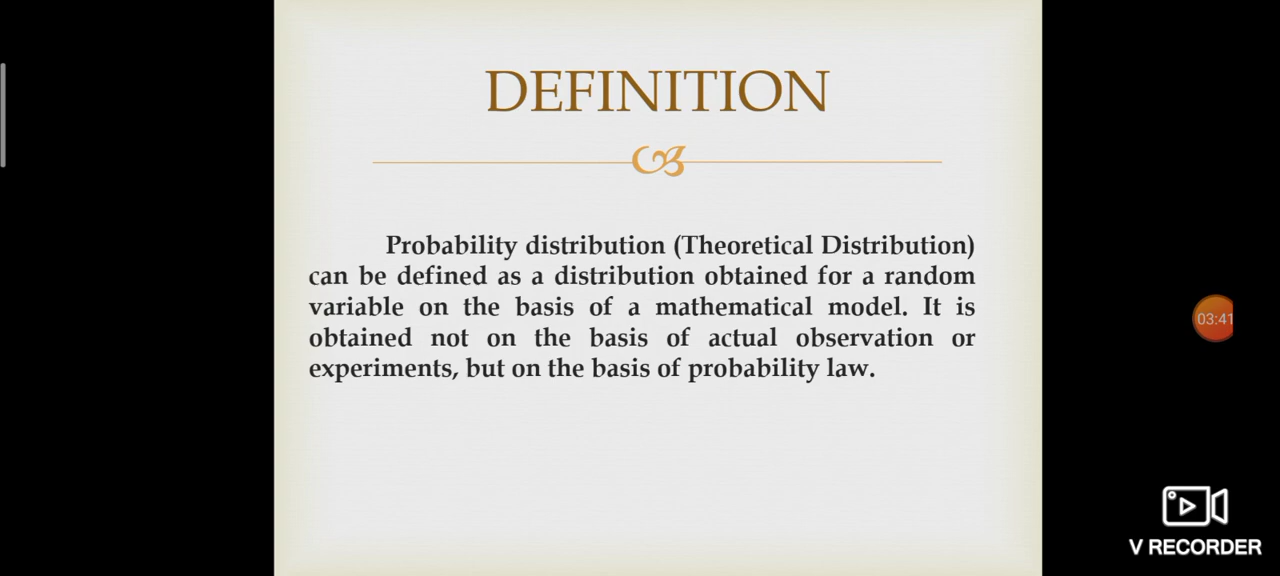 DEFINITION
Probability distribution (Theoretical Distribution)
can be defined as a distribution obtained for a random
variable on the basis of a mathematical model. It is
obtained not on the basis of actual observation or
experiments, but on the basis of probability law.
03:41
V RECORDER